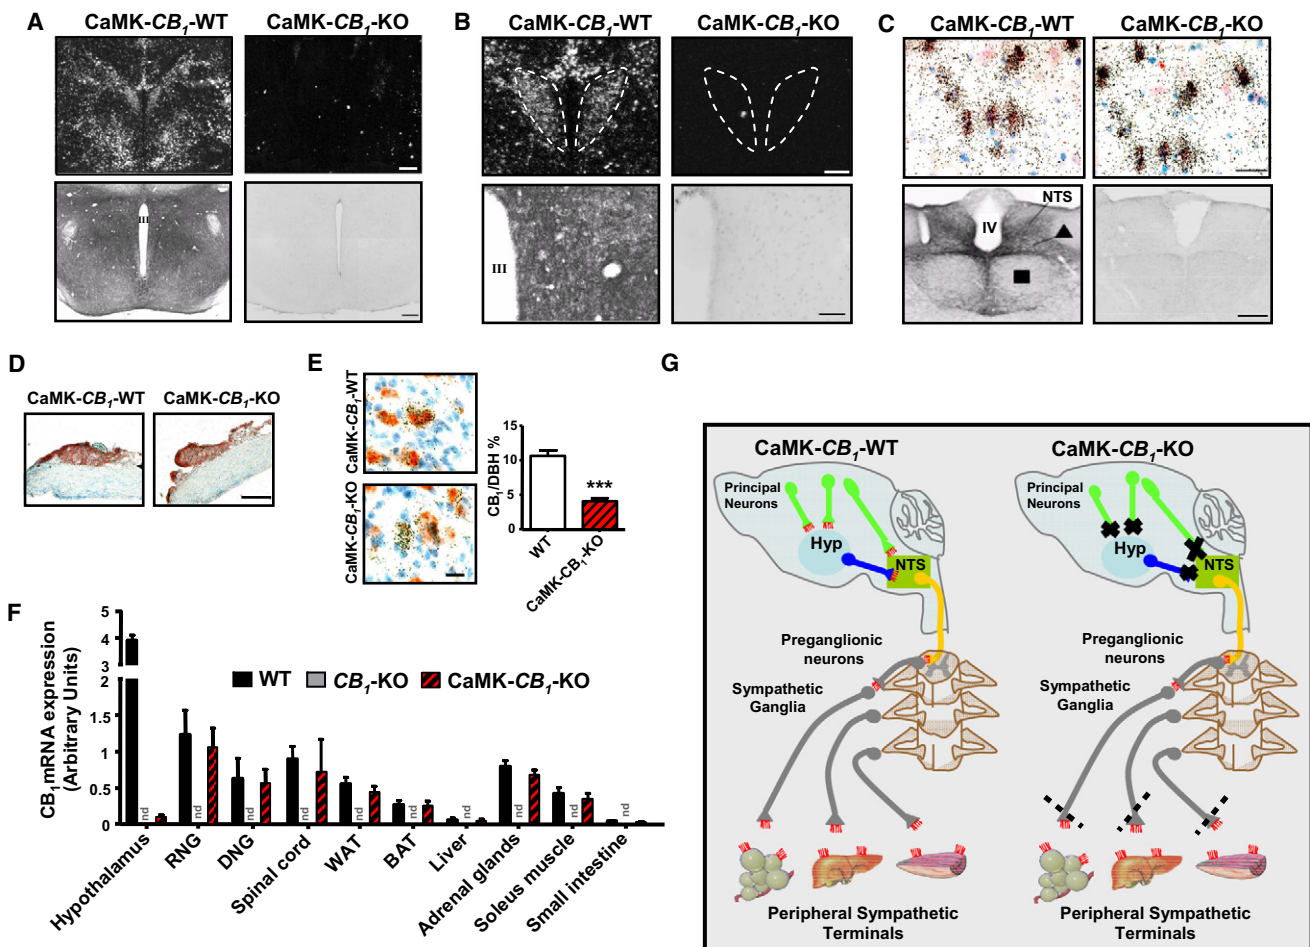 A
CaMK-CB1-WT
CaMK-CB1-KO
III
B
CaMK-CB1-WT
CaMK-CB1-KO
III
C
CaMK-CB1-WT
CaMK-CB1-KO
NTS
IV
D
CaMK-CB1-WT
CaMK-CB1-KO
E
CaMK-CB1-WT
CaMK-CB1-KO
CB1/DBH %
15
10
5
0
***
WT
CaMK-CB1-KO
F
CB1mRNA expression
(Arbitrary Units)
5
4
3
2
1.5
1
0.5
0
WT
CB1-KO
CaMK-CB1-KO
nd
nd
nd
nd
nd
nd
nd
nd
nd
nd
Hypothalamus
RNG
DNG
Spinal cord
WAT
BAT
Liver
Adrenal glands
Soleus muscle
Small intestine
G
CaMK-CB1-WT
Principal
Neurons
Hyp
NTS
Preganglionic
neurons
Sympathetic
Ganglia
Peripheral Sympathetic
Terminals
CaMK-CB1-KO
Principal
Neurons
Hyp
NTS
Preganglionic
neurons
Sympathetic
Ganglia
Peripheral Sympathetic
Terminals